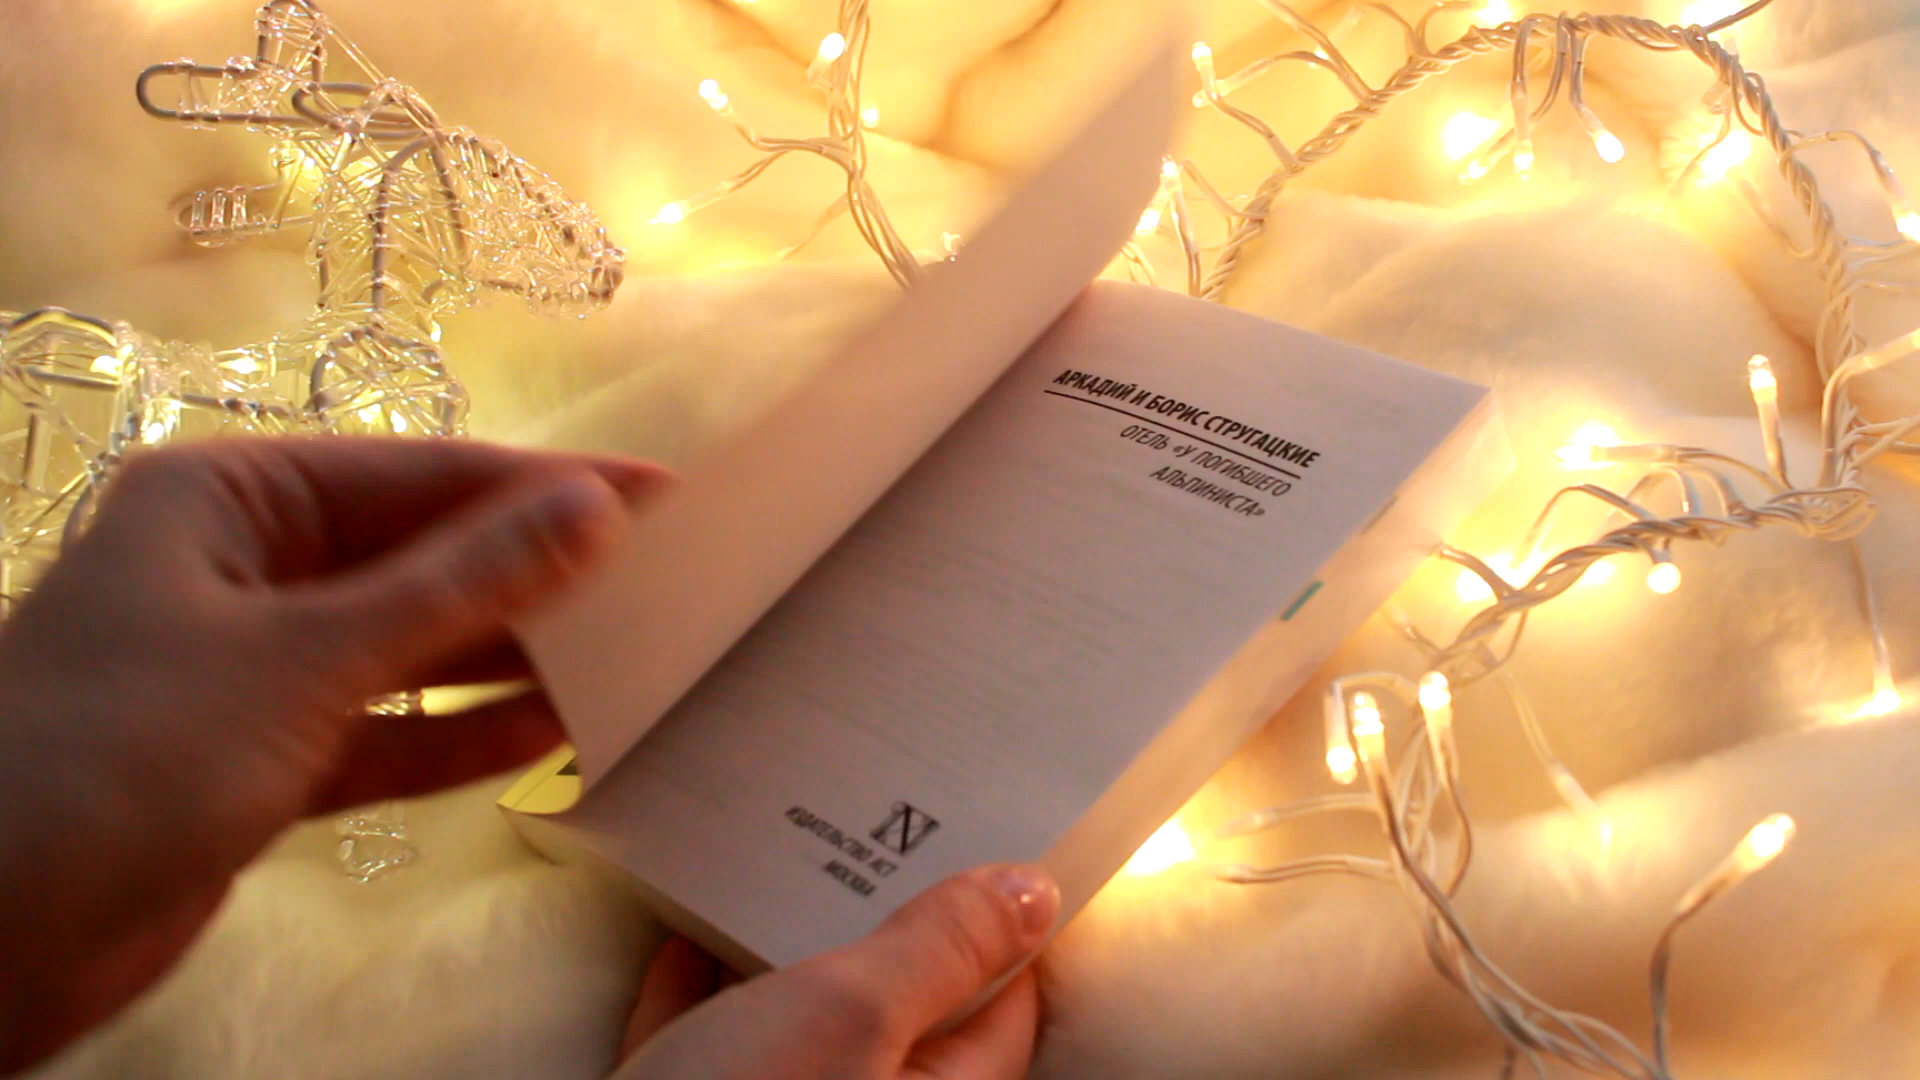 АРКАДИЙ И БОРИС СТРУГАЦКИЕ
ОТЕЛЬ «У ПОГИБШЕГО
АЛЬПИНИСТА»
ИЗДАТЕЛЬСТВО АСТ
МОСКВА